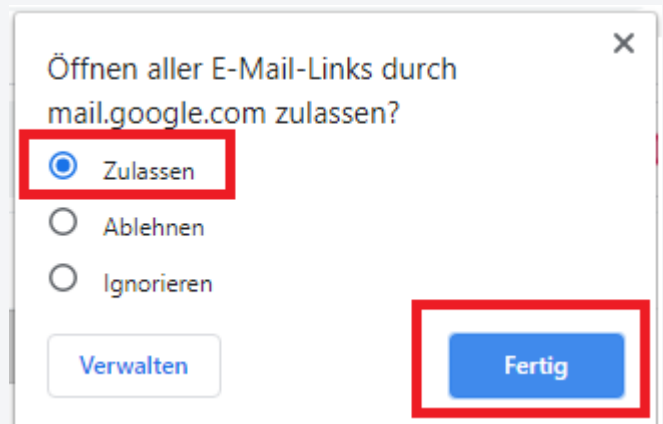 Öffnen aller E-Mail-Links durch
mail.google.com zulassen?
Zulassen
Ablehnen
Ignorieren
Verwalten
Fertig